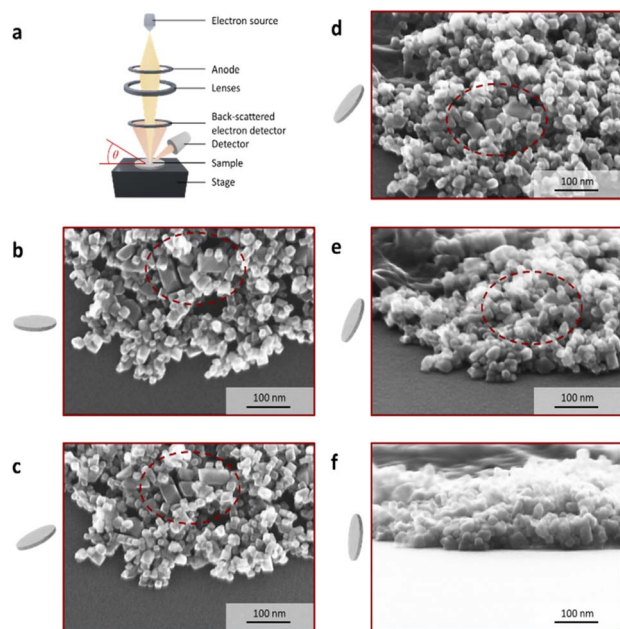 a
Electron source
Anode
Lenses
Back-scattered
electron detector
Detector
θ
Sample
Stage
b
100 nm
c
100 nm
d
100 nm
e
100 nm
f
100 nm